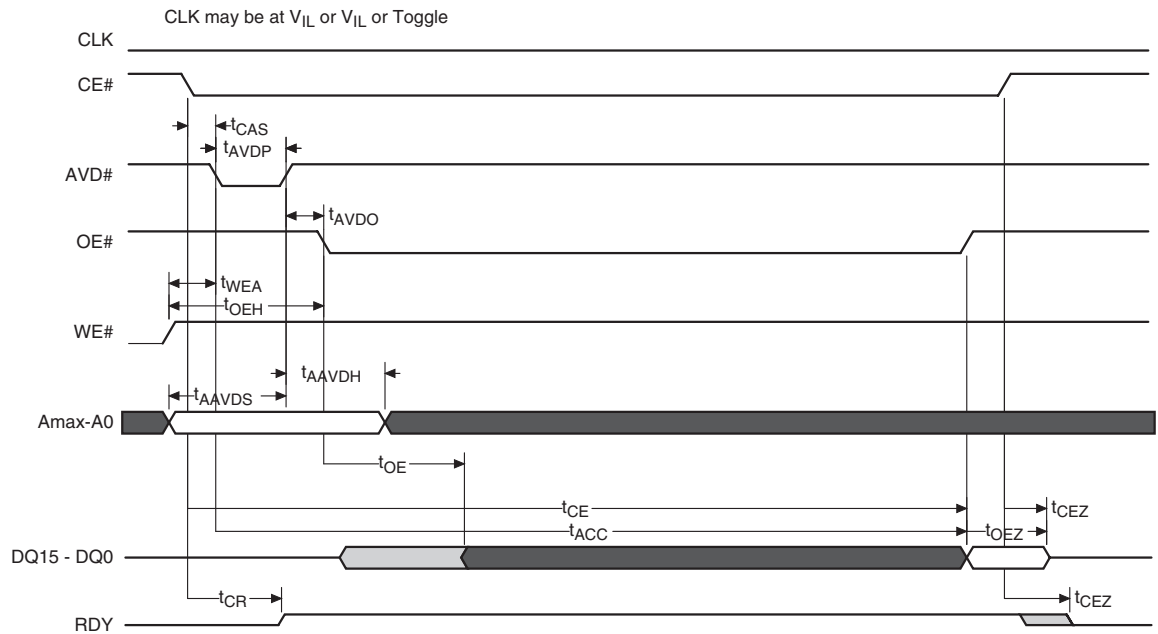 CLK may be at VIL or VIL or Toggle
CLK
CE#
tCAS
tAVDP
AVD#
tAVDO
OE#
tWEA
tOEH
WE#
tAAVDH
tAAVDS
Amax-A0
tOE
tCE
tCEZ
tACC
tOEZ
DQ15 - DQ0
tCR
tCEZ
RDY